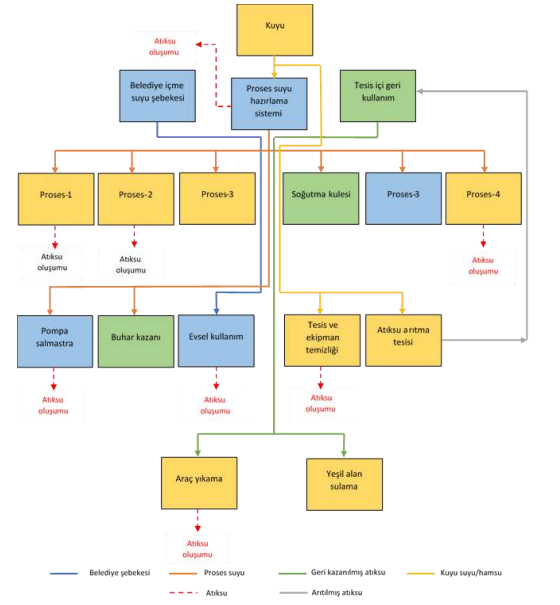 Kuyu
Atıksu
oluşumu
Belediye içme
suyu şebekesi
Proses suyu
hazırlama
sistemi
Tesis içi geri
kullanım
Proses-1
Proses-2
Proses-3
Soğutma kulesi
Proses-3
Proses-4
Atıksu
oluşumu
Atıksu
oluşumu
Atıksu
oluşumu
Pompa
salmastra
Buhar kazanı
Evsel kullanım
Tesis ve
ekipman
temizliği
Atıksu arıtma
tesisi
Atıksu
oluşumu
Atıksu
oluşumu
Atıksu
oluşumu
Araç yıkama
Yeşil alan
sulama
Atıksu
oluşumu
Belediye şebekesi
Proses suyu
Geri kazanılmış atıksu
Kuyu suyu/hamsu
Atıksu
Arıtılmış atıksu